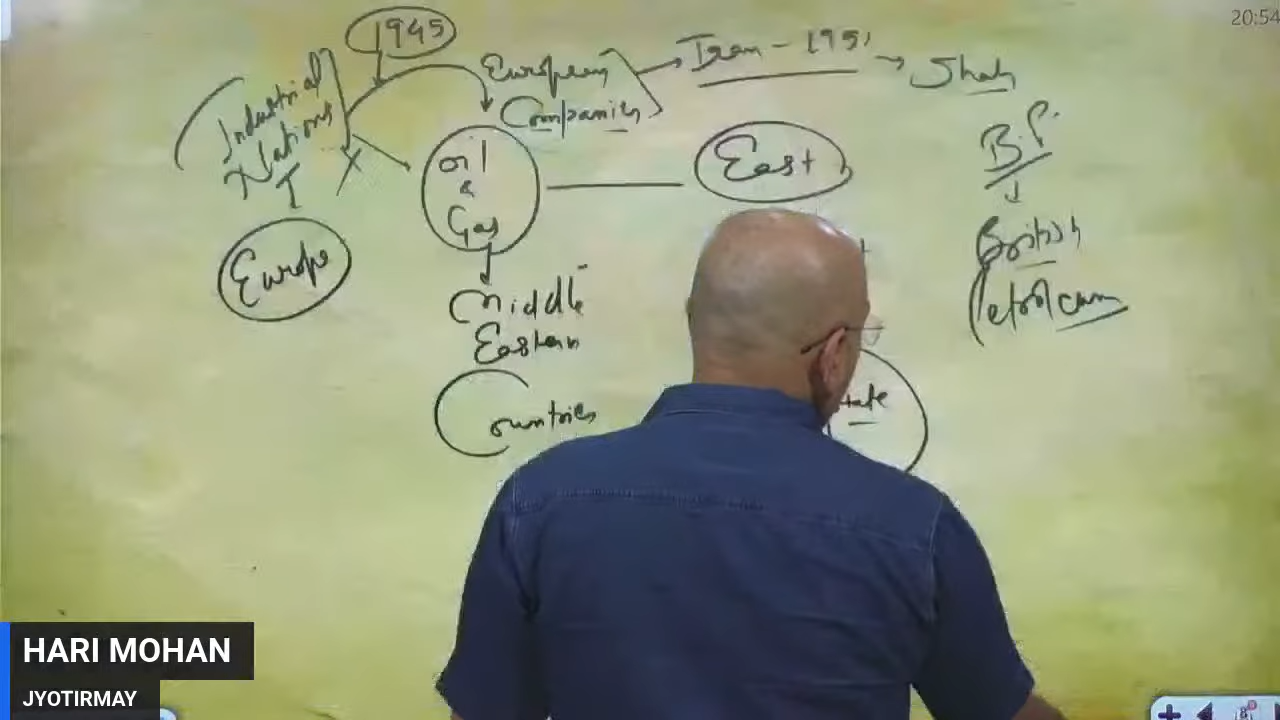 20:54
1945
Industrial
Nations
Europe
European
Companies
Iran - 1951
Shah
oil
&
Gas
East
B.P.
British
Petroleum
Middle
Eastern
Countries
HARI MOHAN
JYOTIRMAY